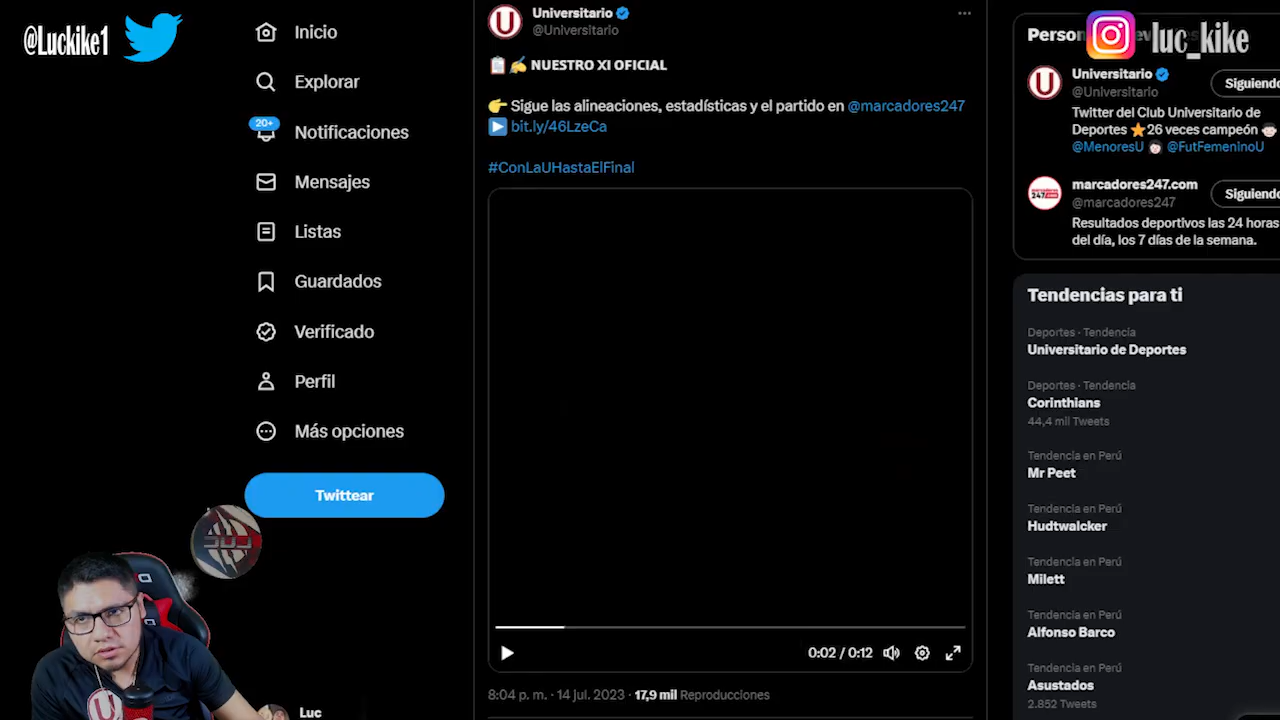 @Luckike1
Inicio
Explorar
20+
Notificaciones
Mensajes
Listas
Guardados
Verificado
Perfil
Más opciones
Twittear
Luc
Universitario
@Universitario
NUESTRO XI OFICIAL
Sigue las alineaciones, estadísticas y el partido en @marcadores247
bit.ly/46LzeCa
#ConLaUHastaElFinal
0:02 / 0:12
8:04 p. m. · 14 jul. 2023 · 17,9 mil Reproducciones
luc_kike
Universitario
@Universitario
Siguiendo
Twitter del Club Universitario de
Deportes 26 veces campeón
@MenoresU @FutFemeninoU
marcadores247.com
@marcadores247
Siguiendo
Resultados deportivos las 24 horas
del día, los 7 días de la semana.
Tendencias para ti
Deportes · Tendencia
Universitario de Deportes
Deportes · Tendencia
Corinthians
44,4 mil Tweets
Tendencia en Perú
Mr Peet
Tendencia en Perú
Hudtwalcker
Tendencia en Perú
Milett
Tendencia en Perú
Alfonso Barco
Tendencia en Perú
Asustados
2.852 Tweets